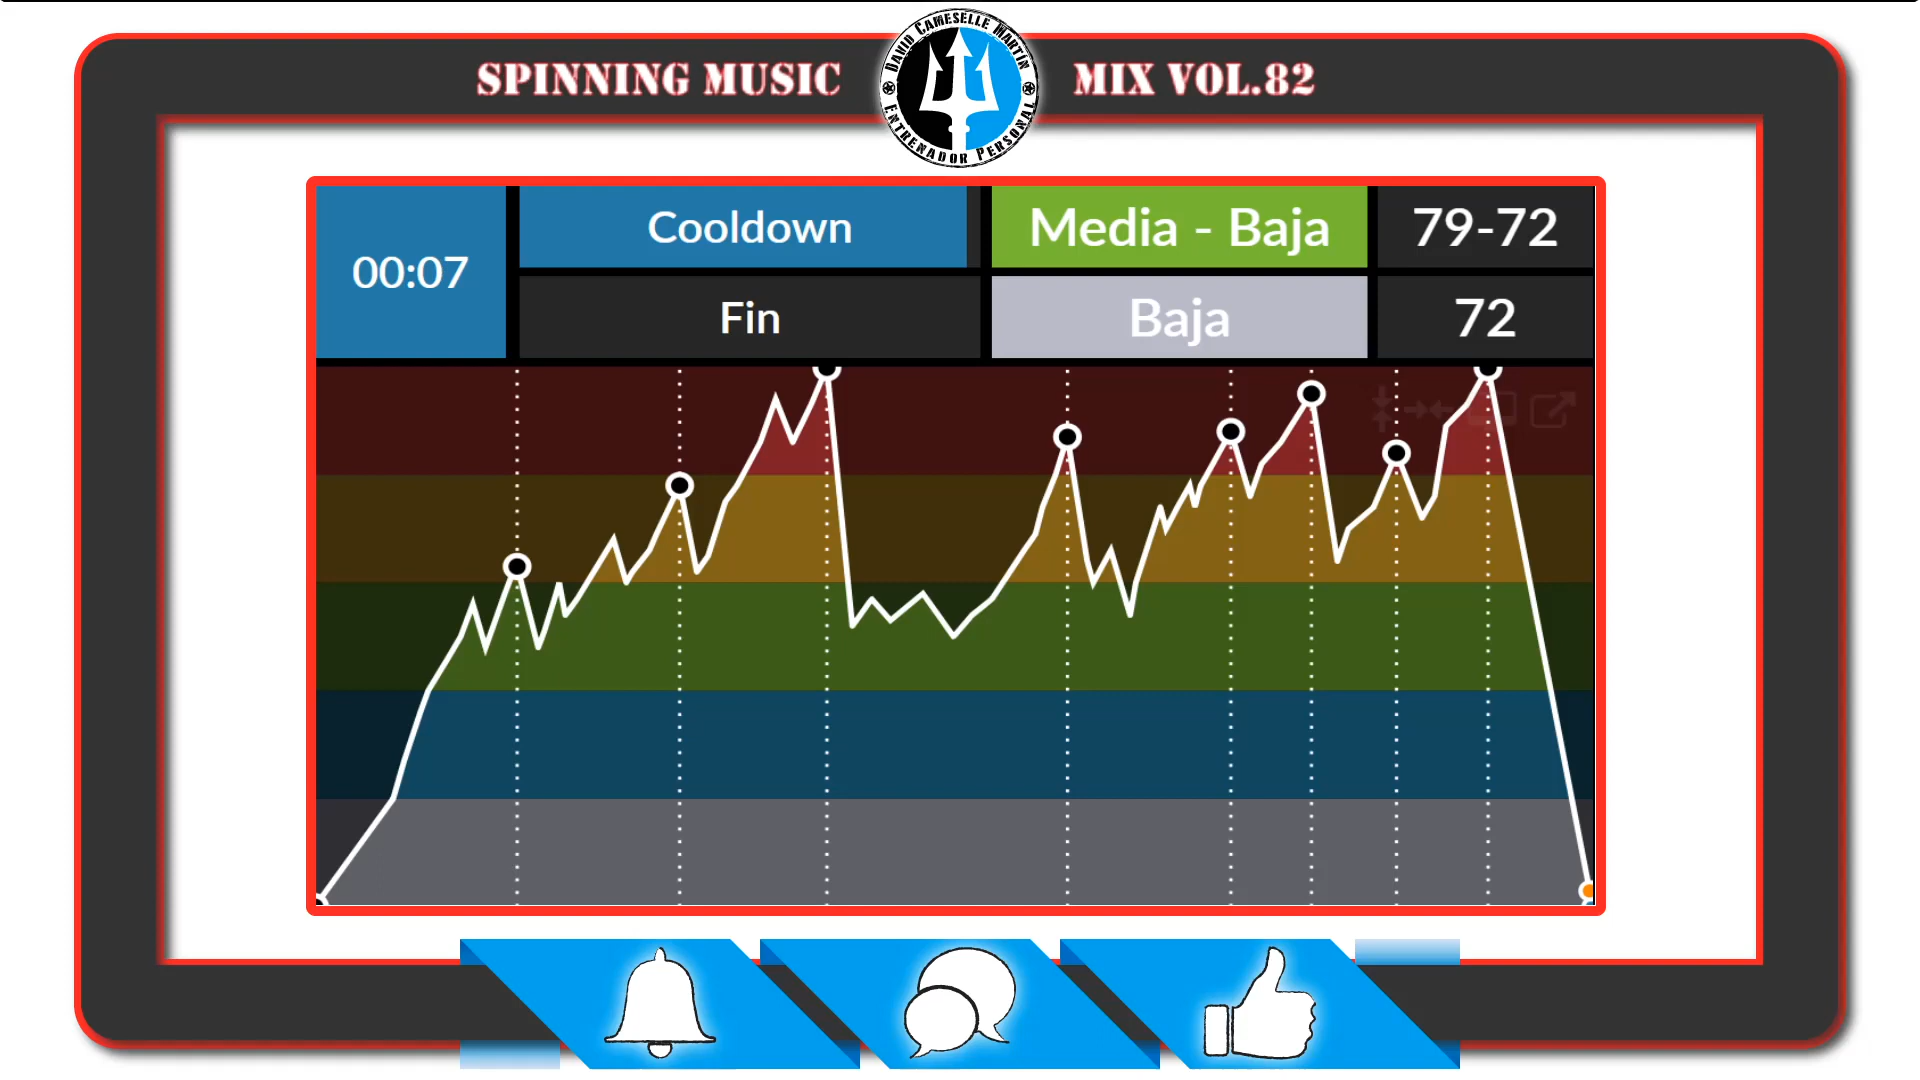 SPINNING MUSIC
DAVID CAMESELLE MARTIN
ENTRENADOR PERSONAL
MIX VOL.82
00:07
Cooldown
Media - Baja
79-72
Fin
Baja
72